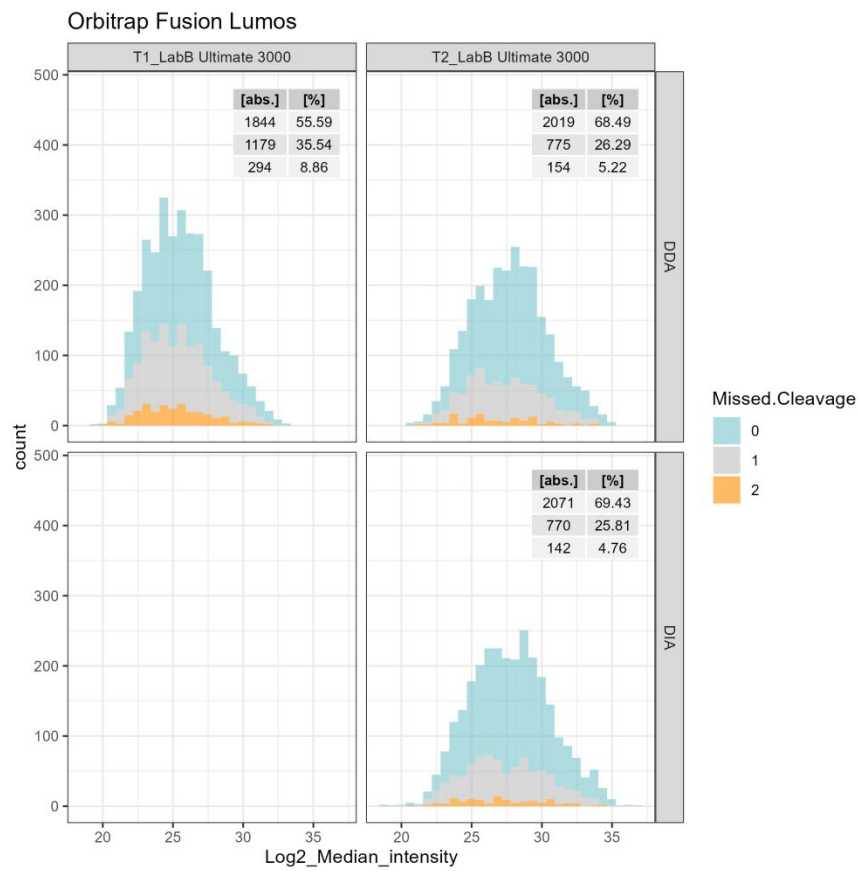 Orbitrap Fusion Lumos
T1_LabB Ultimate 3000
T2_LabB Ultimate 3000
500
400
300
200
100
0
[abs.] [%]
1844 55.59
1179 35.54
294 8.86
[abs.] [%]
2019 68.49
775 26.29
154 5.22
DDA
count
500
400
300
200
100
0
[abs.] [%]
2071 69.43
770 25.81
142 4.76
DIA
20 25 30 35
20 25 30 35
Log2_Median_intensity
Missed.Cleavage
0
1
2